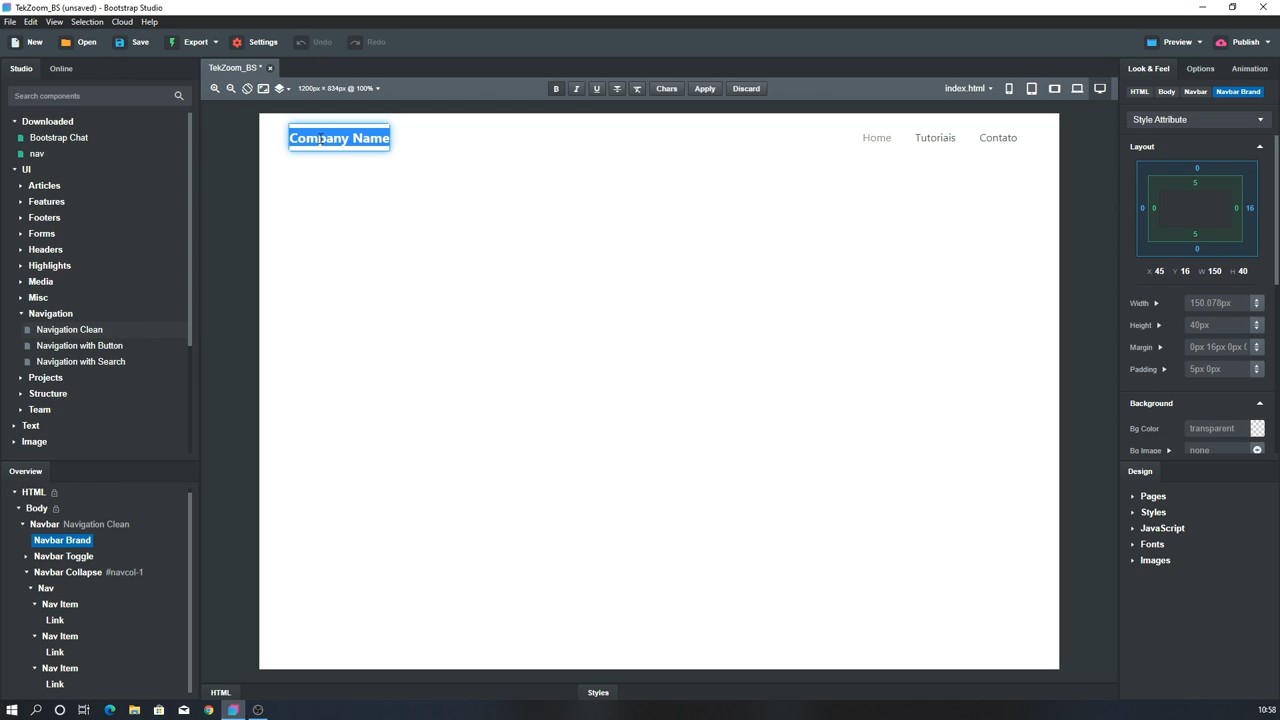 TekZoom_BS (unsaved) - Bootstrap Studio
File Edit View Selection Cloud Help
New Open Save Export Settings Undo Redo Preview Publish
Studio Online
TekZoom_BS *
Look & Feel Options Animation
Search components
1200px × 834px @ 100%
B I U T T Chars Apply Discard
index.html
HTML Body Navbar Navbar Brand
Style Attribute
Downloaded
Bootstrap Chat
nav
UI
Articles
Features
Footers
Forms
Headers
Highlights
Media
Misc
Navigation
Navigation Clean
Navigation with Button
Navigation with Search
Projects
Structure
Team
Text
Image
Company Name Home Tutoriais Contato
Layout
0
5
0 0 0 16
5
0
X 45 Y 16 W 150 H 40
Width 150.078px
Height 40px
Margin 0px 16px 0px (
Padding 5px 0px
Background
Bg Color transparent
Bg Image none
Overview
HTML
Body
Navbar Navigation Clean
Navbar Brand
Navbar Toggle
Navbar Collapse #navcol-1
Nav
Nav Item
Link
Nav Item
Link
Nav Item
Link
Design
Pages
Styles
JavaScript
Fonts
Images
HTML Styles
10:58